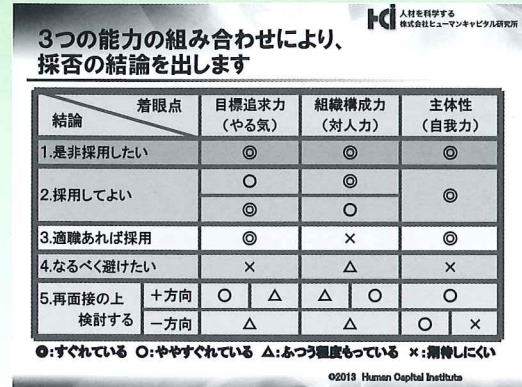 HCI 人材を科学する
株式会社ヒューマンキャピタル研究所
3つの能力の組み合わせにより、
採否の結論を出します
着眼点 目標追求力 組織構成力 主体性
結論 （やる気） （対人力） （自我力）
1.是非採用したい ◎ ◎ ◎
2.採用してよい ○ ◎ ◎
◎ ○
3.適職あれば採用 ◎ × ◎
4.なるべく避けたい × △ ×
5.再面接の上 ＋方向 ○ △ △ ○ ○
検討する －方向 △ △ ○ ×
◎:すぐれている ○:ややすぐれている △:ふつう程度もっている ×:期待しにくい
©2013 Human Capital Institute